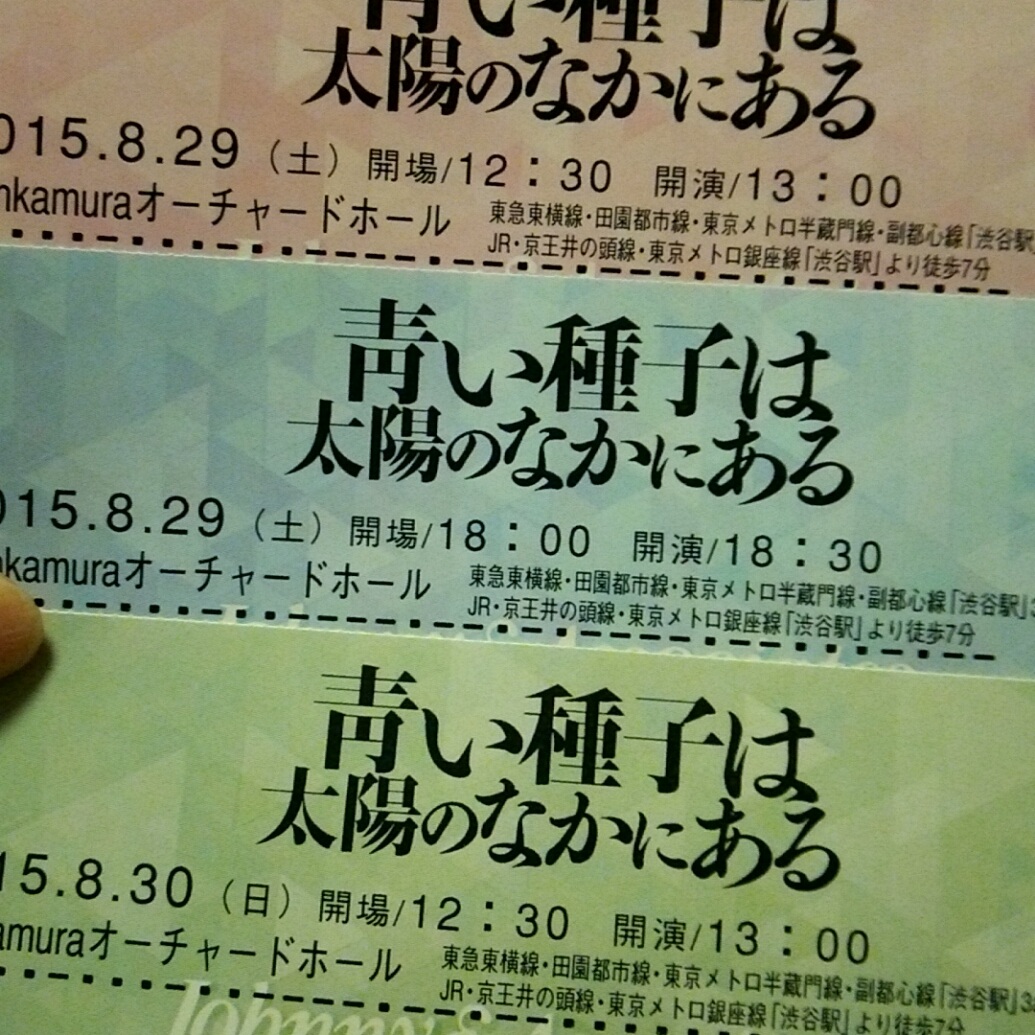 青い種子は
太陽のなかにある
015.8.29（土）開場/12：30 開演/13：00
nkamuraオーチャードホール
東急東横線・田園都市線・東京メトロ半蔵門線・副都心線「渋谷駅
JR・京王井の頭線・東京メトロ銀座線「渋谷駅」より徒歩7分
青い種子は
太陽のなかにある
015.8.29（土）開場/18：00 開演/18：30
nkamuraオーチャードホール
東急東横線・田園都市線・東京メトロ半蔵門線・副都心線「渋谷駅」
JR・京王井の頭線・東京メトロ銀座線「渋谷駅」より徒歩7分
青い種子は
太陽のなかにある
15.8.30（日）開場/12：30 開演/13：00
amuraオーチャードホール
東急東横線・田園都市線・東京メトロ半蔵門線・副都心線「渋谷駅」3
JR・京王井の頭線・東京メトロ銀座線「渋谷駅」より徒歩7分
Johnny &